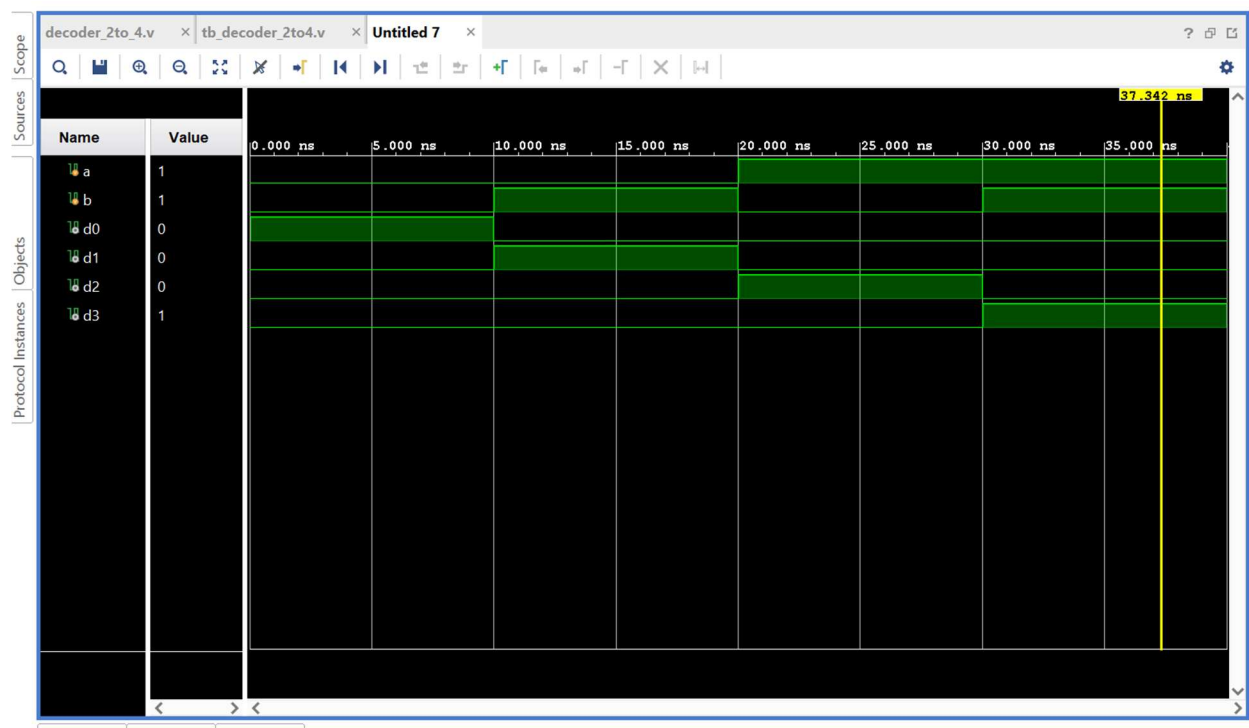 decoder_2to_4.v × tb_decoder_2to4.v × Untitled 7 ×
?
37.342 ns
Name Value
0.000 ns 5.000 ns 10.000 ns 15.000 ns 20.000 ns 25.000 ns 30.000 ns 35.000 ns
a 1
b 1
d0 0
d1 0
d2 0
d3 1
Scope
Sources
Objects
Protocol Instances